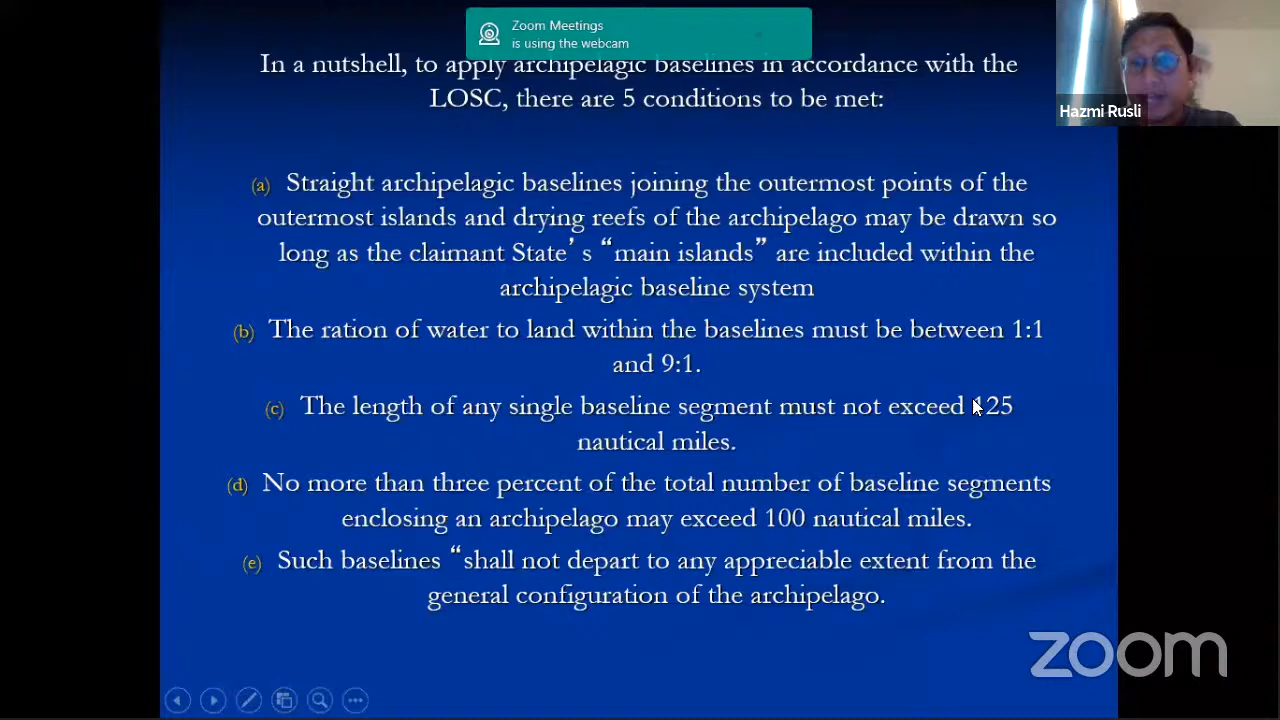 Zoom Meetings
is using the webcam
In a nutshell, to apply archipelagic baselines in accordance with the
LOSC, there are 5 conditions to be met:
Hazmi Rusli
(a) Straight archipelagic baselines joining the outermost points of the
outermost islands and drying reefs of the archipelago may be drawn so
long as the claimant State’s “main islands” are included within the
archipelagic baseline system
(b) The ration of water to land within the baselines must be between 1:1
and 9:1.
(c) The length of any single baseline segment must not exceed 125
nautical miles.
(d) No more than three percent of the total number of baseline segments
enclosing an archipelago may exceed 100 nautical miles.
(e) Such baselines “shall not depart to any appreciable extent from the
general configuration of the archipelago.
zoom